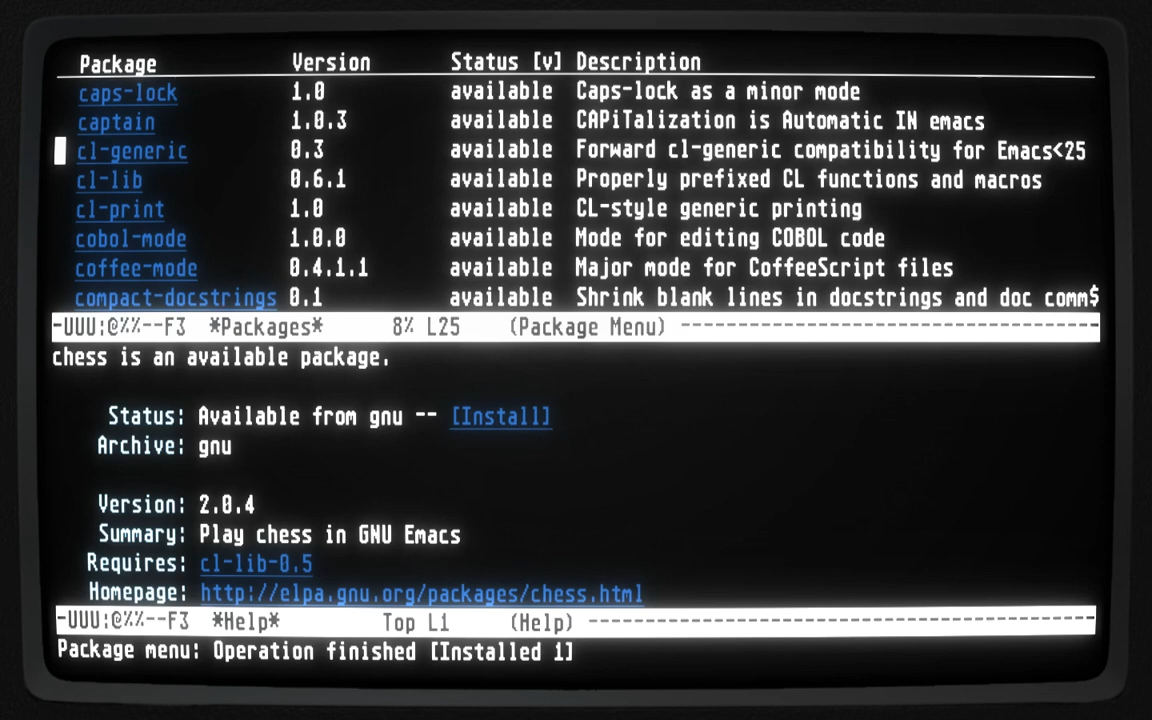 Package Version Status [v] Description
caps-lock 1.0 available Caps-lock as a minor mode
captain 1.0.3 available CAPiTalization is Automatic IN emacs
cl-generic 0.3 available Forward cl-generic compatibility for Emacs<25
cl-lib 0.6.1 available Properly prefixed CL functions and macros
cl-print 1.0 available CL-style generic printing
cobol-mode 1.0.0 available Mode for editing COBOL code
coffee-mode 0.4.1.1 available Major mode for CoffeeScript files
compact-docstrings 0.1 available Shrink blank lines in docstrings and doc comm$
-UUU:@%%--F3 *Packages* 8% L25 (Package Menu) ----------------------------------------
chess is an available package.
Status: Available from gnu -- [Install]
Archive: gnu
Version: 2.0.4
Summary: Play chess in GNU Emacs
Requires: cl-lib-0.5
Homepage: http://elpa.gnu.org/packages/chess.html
-UUU:@%%--F3 *Help* Top L1 (Help) -------------------------------------------------
Package menu: Operation finished [Installed 1]